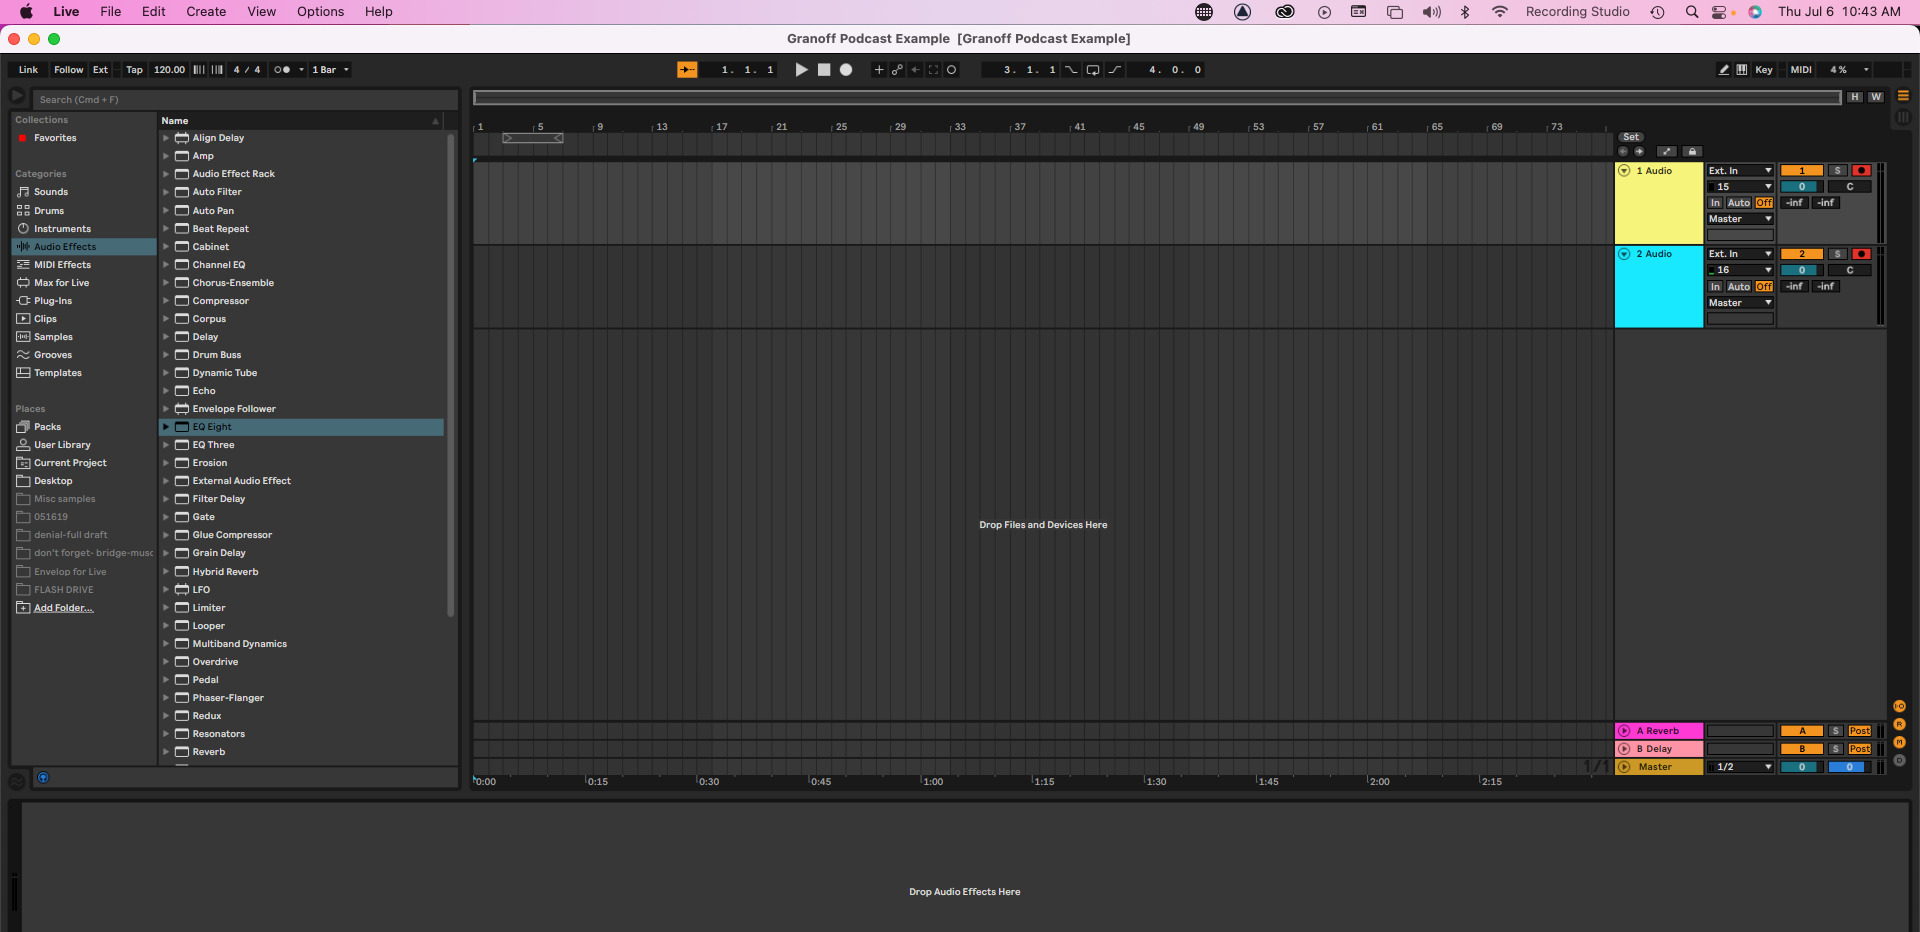 Live File Edit Create View Options Help Recording Studio Thu Jul 6 10:43 AM
Granoff Podcast Example [Granoff Podcast Example]
Link Follow Ext Tap 120.00 4 / 4 1 Bar 1. 1. 1 3. 1. 1 4. 0. 0 Key MIDI 4 %
Search (Cmd + F)
H W
Collections
Favorites
Categories
Sounds
Drums
Instruments
Audio Effects
MIDI Effects
Max for Live
Plug-Ins
Clips
Samples
Grooves
Templates
Places
Packs
User Library
Current Project
Desktop
Misc samples
051619
denial-full draft
don't forget- bridge-musc
Envelop for Live
FLASH DRIVE
Add Folder...
Name
Align Delay
Amp
Audio Effect Rack
Auto Filter
Auto Pan
Beat Repeat
Cabinet
Channel EQ
Chorus-Ensemble
Compressor
Corpus
Delay
Drum Buss
Dynamic Tube
Echo
Envelope Follower
EQ Eight
EQ Three
Erosion
External Audio Effect
Filter Delay
Gate
Glue Compressor
Grain Delay
Hybrid Reverb
LFO
Limiter
Looper
Multiband Dynamics
Overdrive
Pedal
Phaser-Flanger
Redux
Resonators
Reverb
1 5 9 13 17 21 25 29 33 37 41 45 49 53 57 61 65 69 73
Set
1 Audio Ext. In 1 S
15 0 C
In Auto Off -inf -inf
Master
2 Audio Ext. In 2 S
16 0 C
In Auto Off -inf -inf
Master
Drop Files and Devices Here
A Reverb A S Post
B Delay B S Post
1/1 Master 1/2 0 0
0:00 0:15 0:30 0:45 1:00 1:15 1:30 1:45 2:00 2:15
I·O
R
M
D
Drop Audio Effects Here